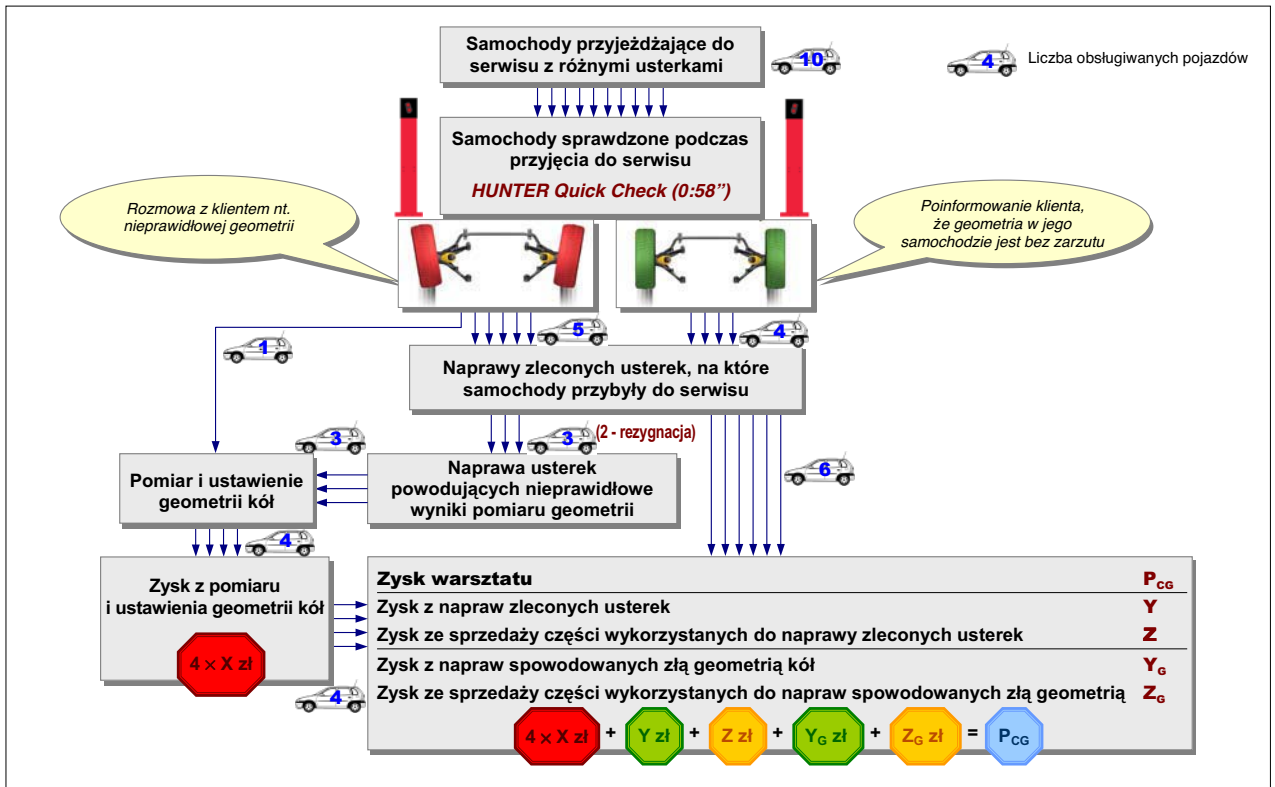 Samochody przyjeżdżające do
serwisu z różnymi usterkami
10
4
Liczba obsługiwanych pojazdów
Samochody sprawdzone podczas
przyjęcia do serwisu
HUNTER Quick Check (0:58”)
Rozmowa z klientem nt.
nieprawidłowej geometrii
Poinformowanie klienta,
że geometria w jego
samochodzie jest bez zarzutu
1
5
4
Naprawy zleconych usterek, na które
samochody przybyły do serwisu
3
3
(2 - rezygnacja)
6
Pomiar i ustawienie
geometrii kół
Naprawa usterek
powodujących nieprawidłowe
wyniki pomiaru geometrii
4
Zysk z pomiaru
i ustawienia geometrii kół
4 × X zł
4
Zysk warsztatu PCG
Zysk z napraw zleconych usterek Y
Zysk ze sprzedaży części wykorzystanych do naprawy zleconych usterek Z
Zysk z napraw spowodowanych złą geometrią kół YG
Zysk ze sprzedaży części wykorzystanych do napraw spowodowanych złą geometrią ZG
4 × X zł + Y zł + Z zł + YG zł + ZG zł = PCG